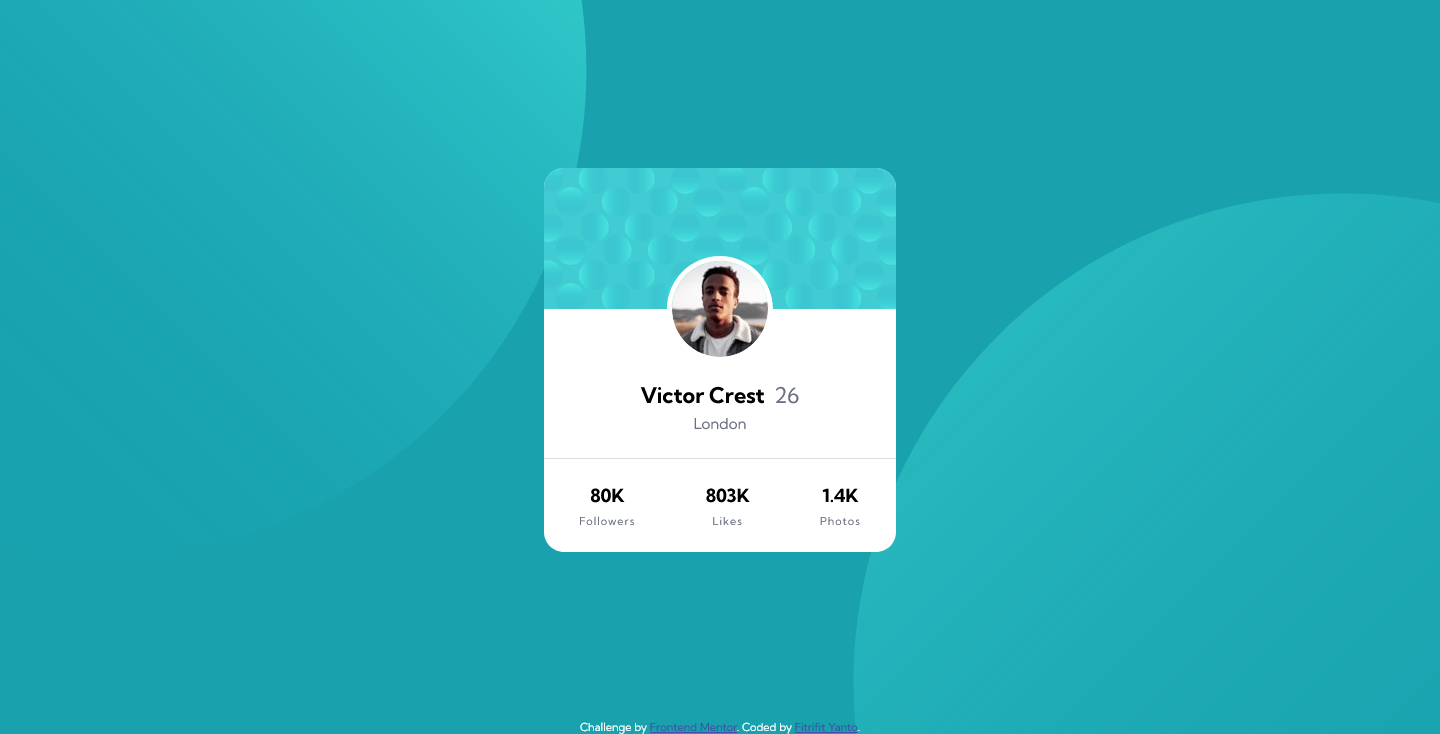 Victor Crest 26
London
80K 803K 1.4K
Followers Likes Photos
Challenge by Frontend Mentor. Coded by Fitrifit Yanto.